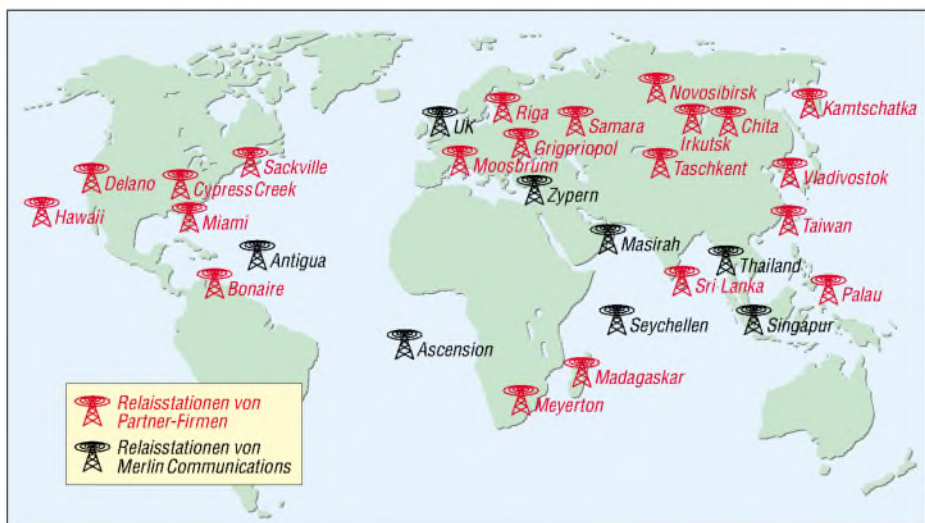 Novosibirsk
Kamtschatka
Riga
UK
Samara
Chita
Irkutsk
Grigoriopol
Sackville
Moosbrunn
Taschkent
Vladivostok
Delano
Cypress Creek
Zypern
Hawaii
Miami
Taiwan
Masirah
Antigua
Thailand
Bonaire
Sri Lanka
Palau
Seychellen
Singapur
Ascension
Madagaskar
Meyerton
Relaisstationen von
Partner-Firmen
Relaisstationen von
Merlin Communications